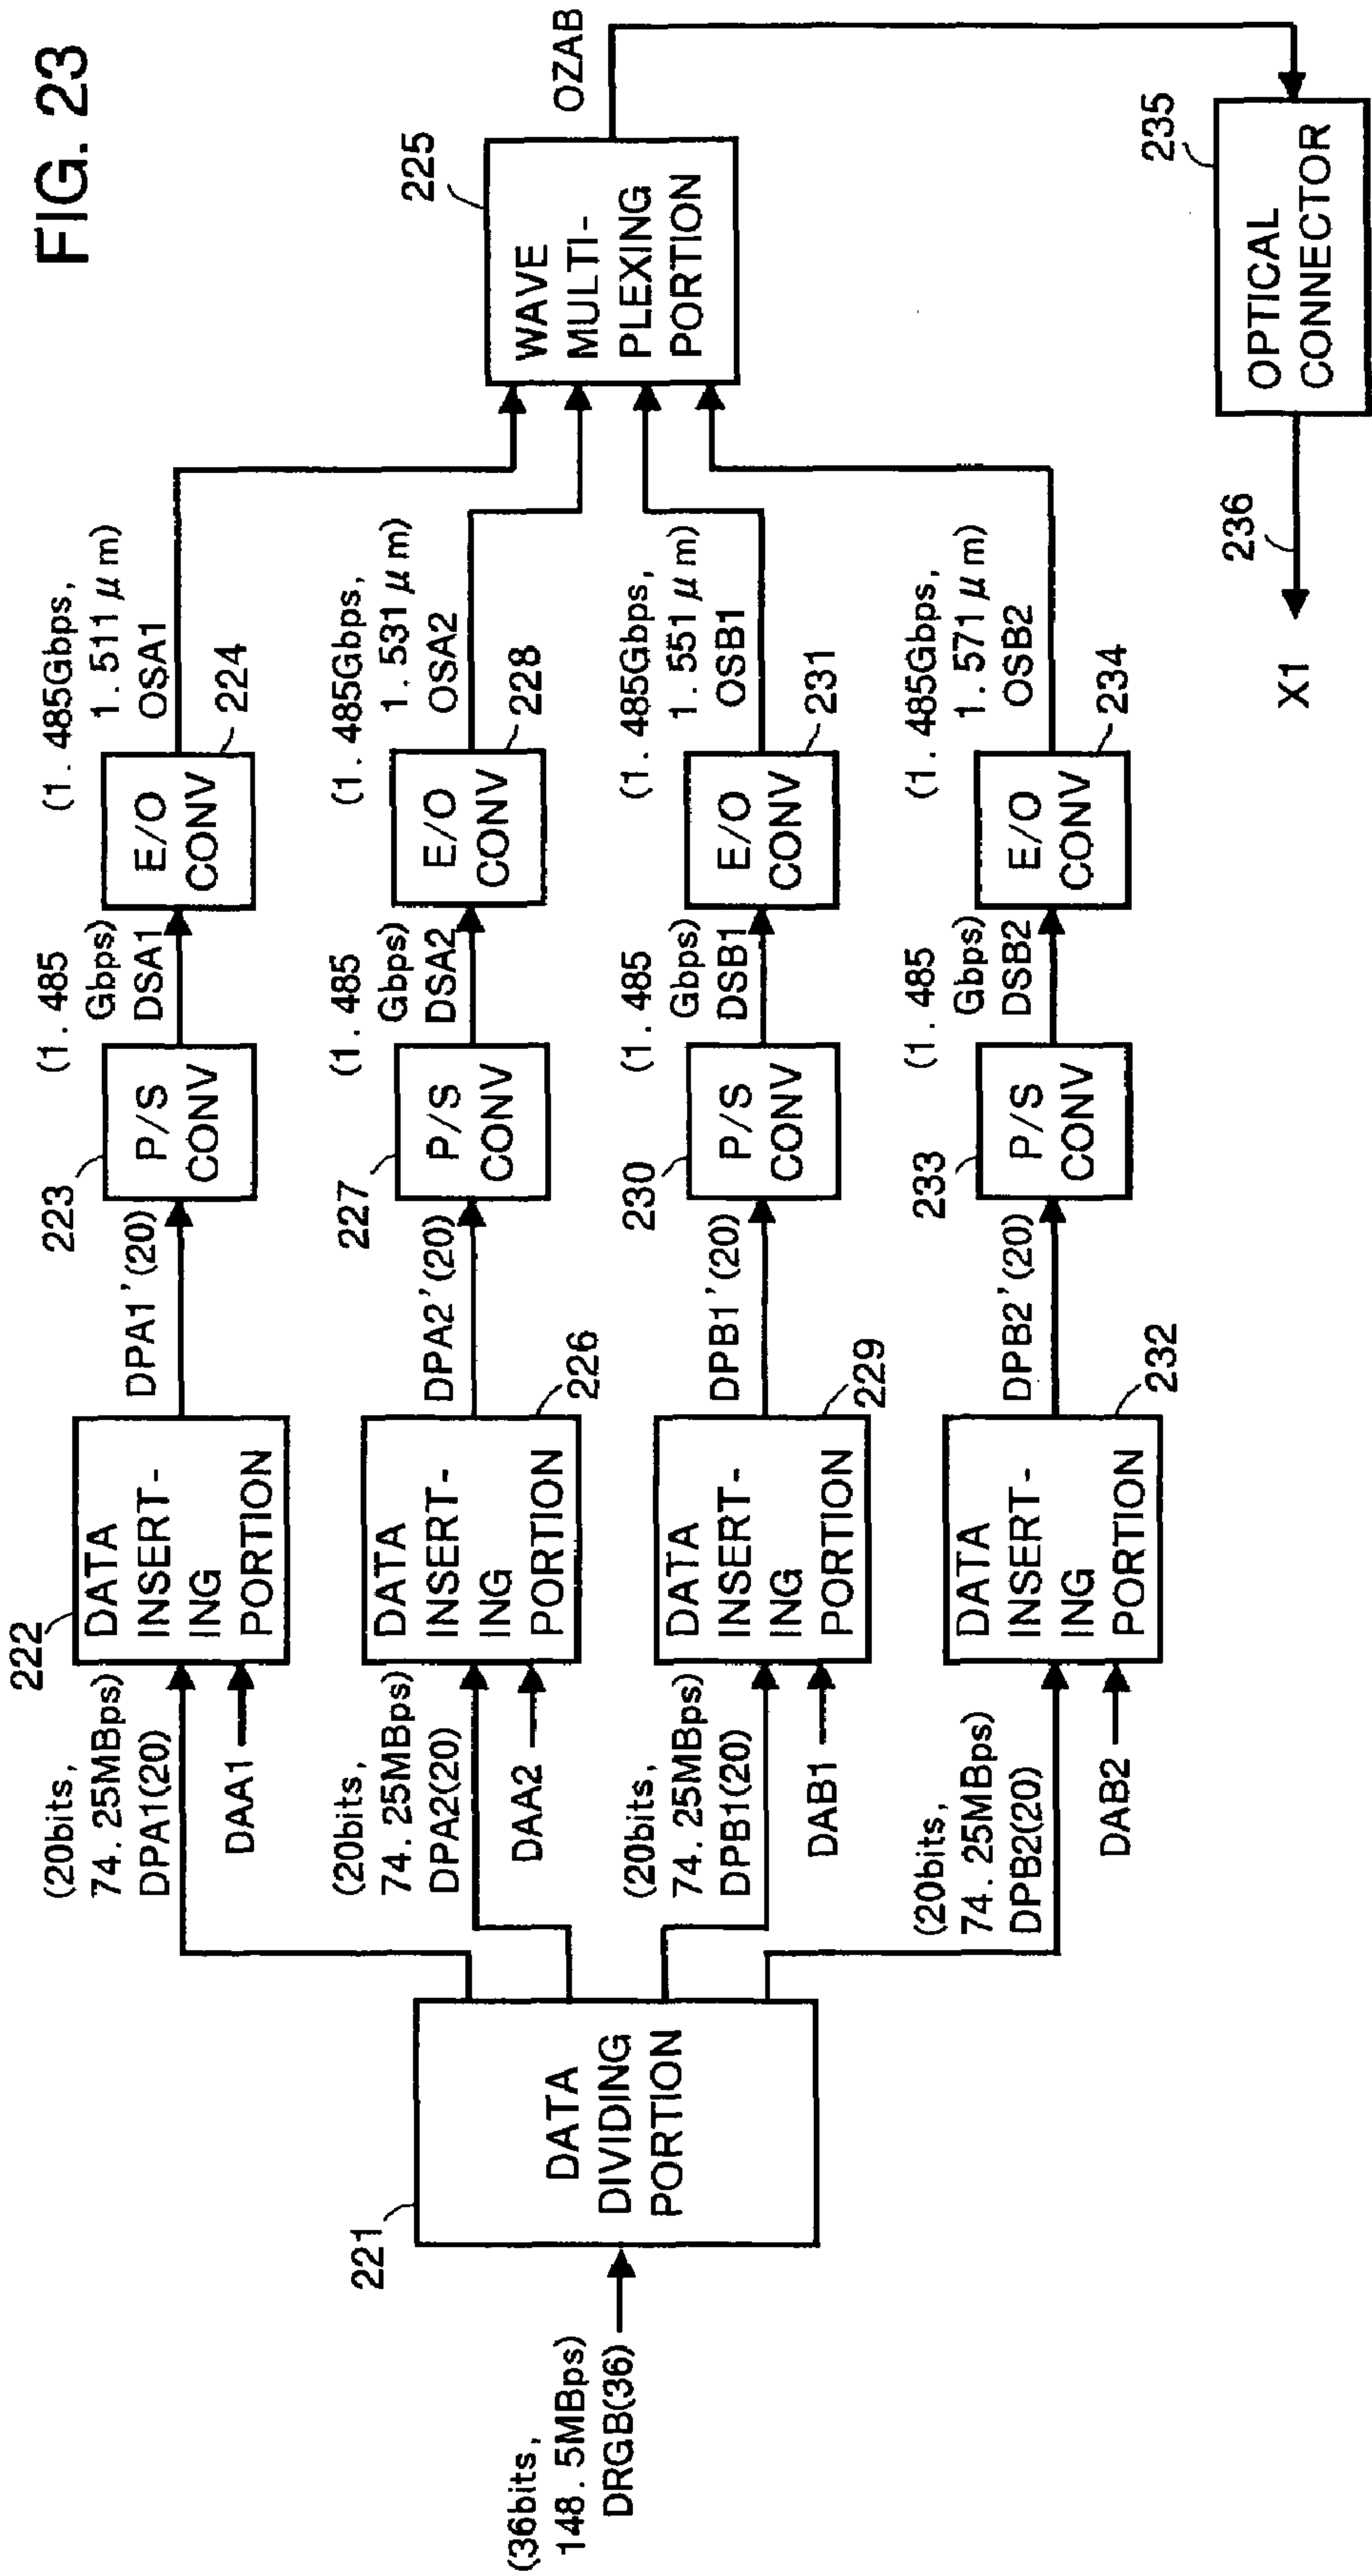 FIG. 23
(36bits,
148. 5MBps)
DRGB(36)
221
DATA
DIVIDING
PORTION
(20bits,
74. 25MBps)
DPA1(20)
DAA1
222
DATA
INSERT-
ING
PORTION
DPA1'(20)
223
P/S
CONV
(1. 485
Gbps)
DSA1
E/O
CONV
224
(1. 485Gbps,
1. 511 μm)
OSA1
(20bits,
74. 25MBps)
DPA2(20)
DAA2
DATA
INSERT-
ING
PORTION
226
DPA2'(20)
227
P/S
CONV
(1. 485
Gbps)
DSA2
E/O
CONV
228
(1. 485Gbps,
1. 531 μm)
OSA2
(20bits,
74. 25MBps)
DPB1(20)
DAB1
DATA
INSERT-
ING
PORTION
229
DPB1'(20)
230
P/S
CONV
(1. 485
Gbps)
DSB1
E/O
CONV
231
(1. 485Gbps,
1. 551 μm)
OSB1
(20bits,
74. 25MBps)
DPB2(20)
DAB2
DATA
INSERT-
ING
PORTION
232
DPB2'(20)
233
P/S
CONV
(1. 485
Gbps)
DSB2
E/O
CONV
234
(1. 485Gbps,
1. 571 μm)
OSB2
225
WAVE
MULTI-
PLEXING
PORTION
OZAB
235
OPTICAL
CONNECTOR
236
X1